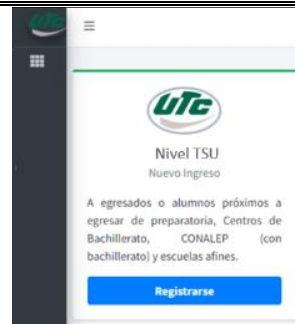 UTC
UTC
Nivel TSU
Nuevo Ingreso
A egresados o alumnos próximos a
egresar de preparatoria, Centros de
Bachillerato, CONALEP (con
bachillerato) y escuelas afines.
Registrarse